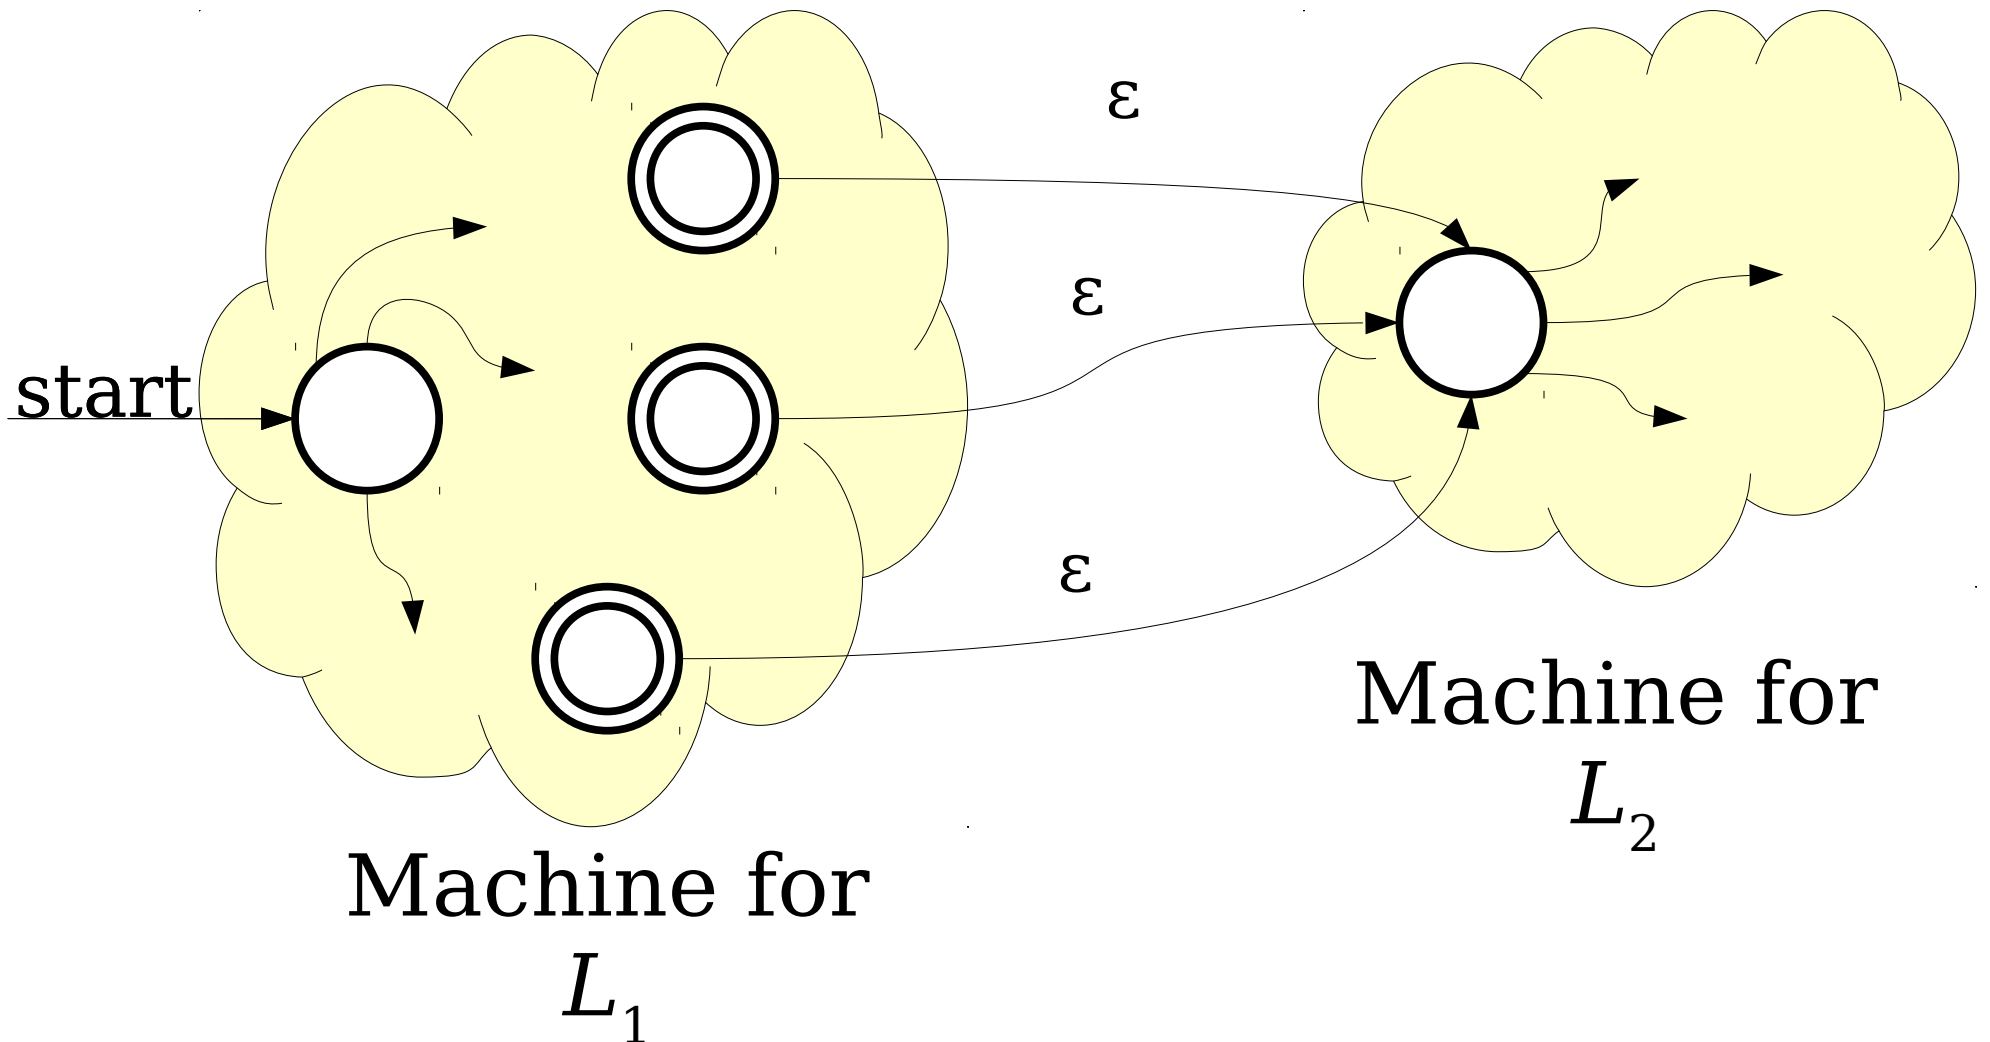 ε
ε
start
ε
Machine for
L₂
Machine for
L₁